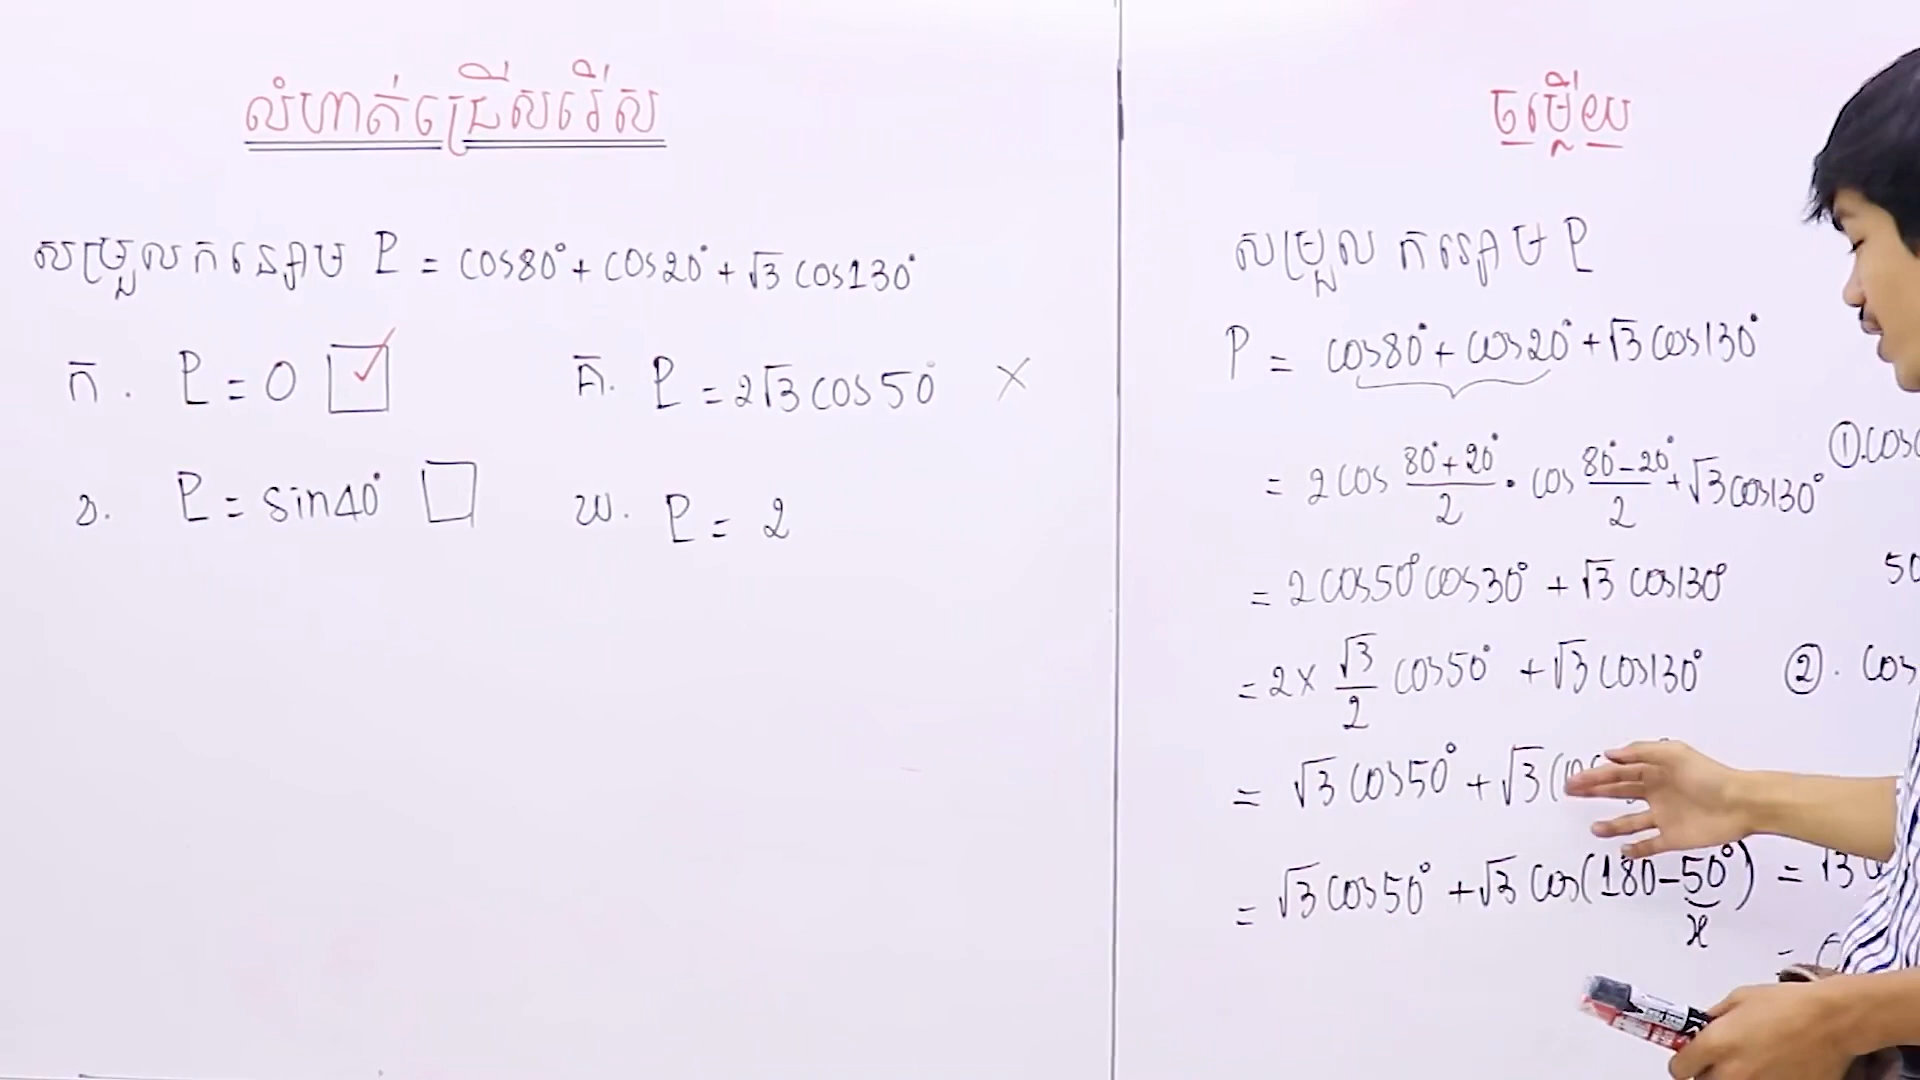 លំហាត់ជ្រើសរើស
សម្រួលកន្សោម P = cos80° + cos20° + √3 cos130°
ក. P = 0 ☑
គ. P = 2√3 cos50° ×
ខ. P = sin40° ☐
ឃ. P = 2
ចម្លើយ
សម្រួលកន្សោម P
P = cos80° + cos20° + √3 cos130°
= 2cos (80°+20°)/2 · cos (80°-20°)/2 + √3 cos130°
= 2cos50° cos30° + √3 cos130°
= 2 × √3/2 cos50° + √3 cos130°
= √3 cos50° + √3
= √3 cos50° + √3 cos(180-50°) = √3
x
①. cos
50
②. cos